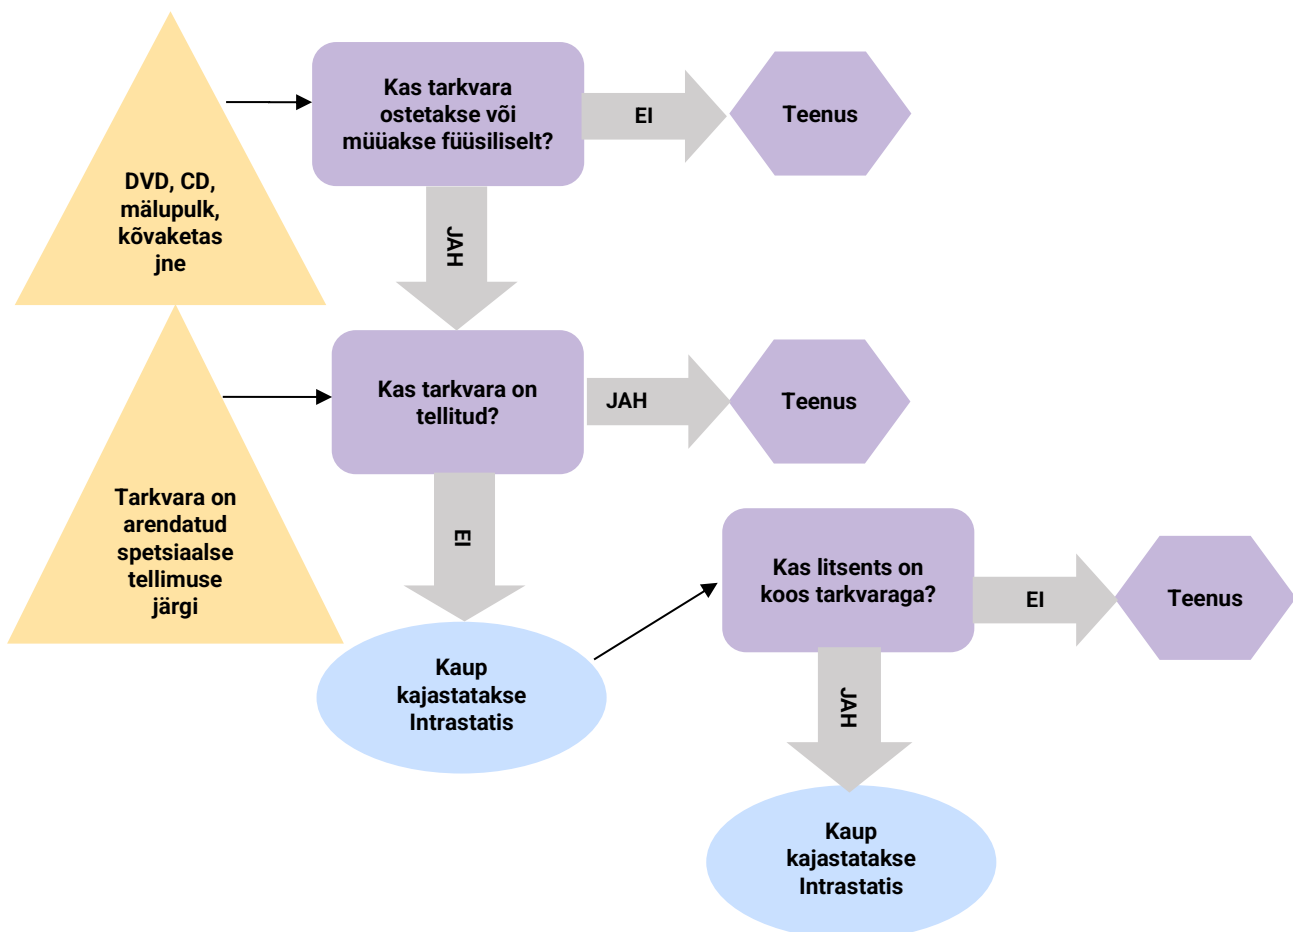 Kas tarkvara
ostetakse või
müüakse füüsiliselt?
EI
Teenus
DVD, CD,
mälupulk,
kõvaketas
jne
JAH
Kas tarkvara on
tellitud?
JAH
Teenus
Tarkvara on
arendatud
spetsiaalse
tellimuse
järgi
EI
Kas litsents on
koos tarkvaraga?
EI
Teenus
Kaup
kajastatakse
Intrastatis
JAH
Kaup
kajastatakse
Intrastatis